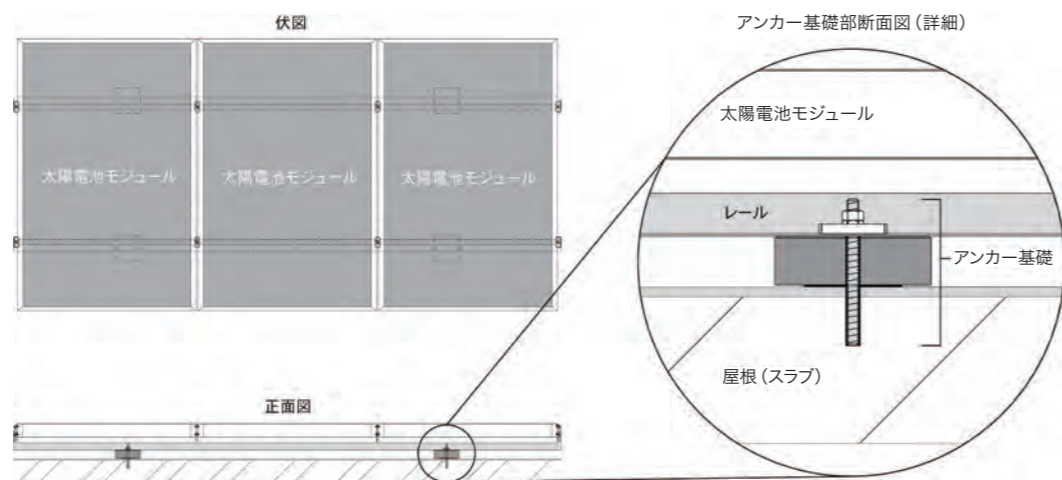 伏図
太陽電池モジュール
太陽電池モジュール
太陽電池モジュール
正面図
アンカー基礎部断面図（詳細）
太陽電池モジュール
レール
アンカー基礎
屋根（スラブ）